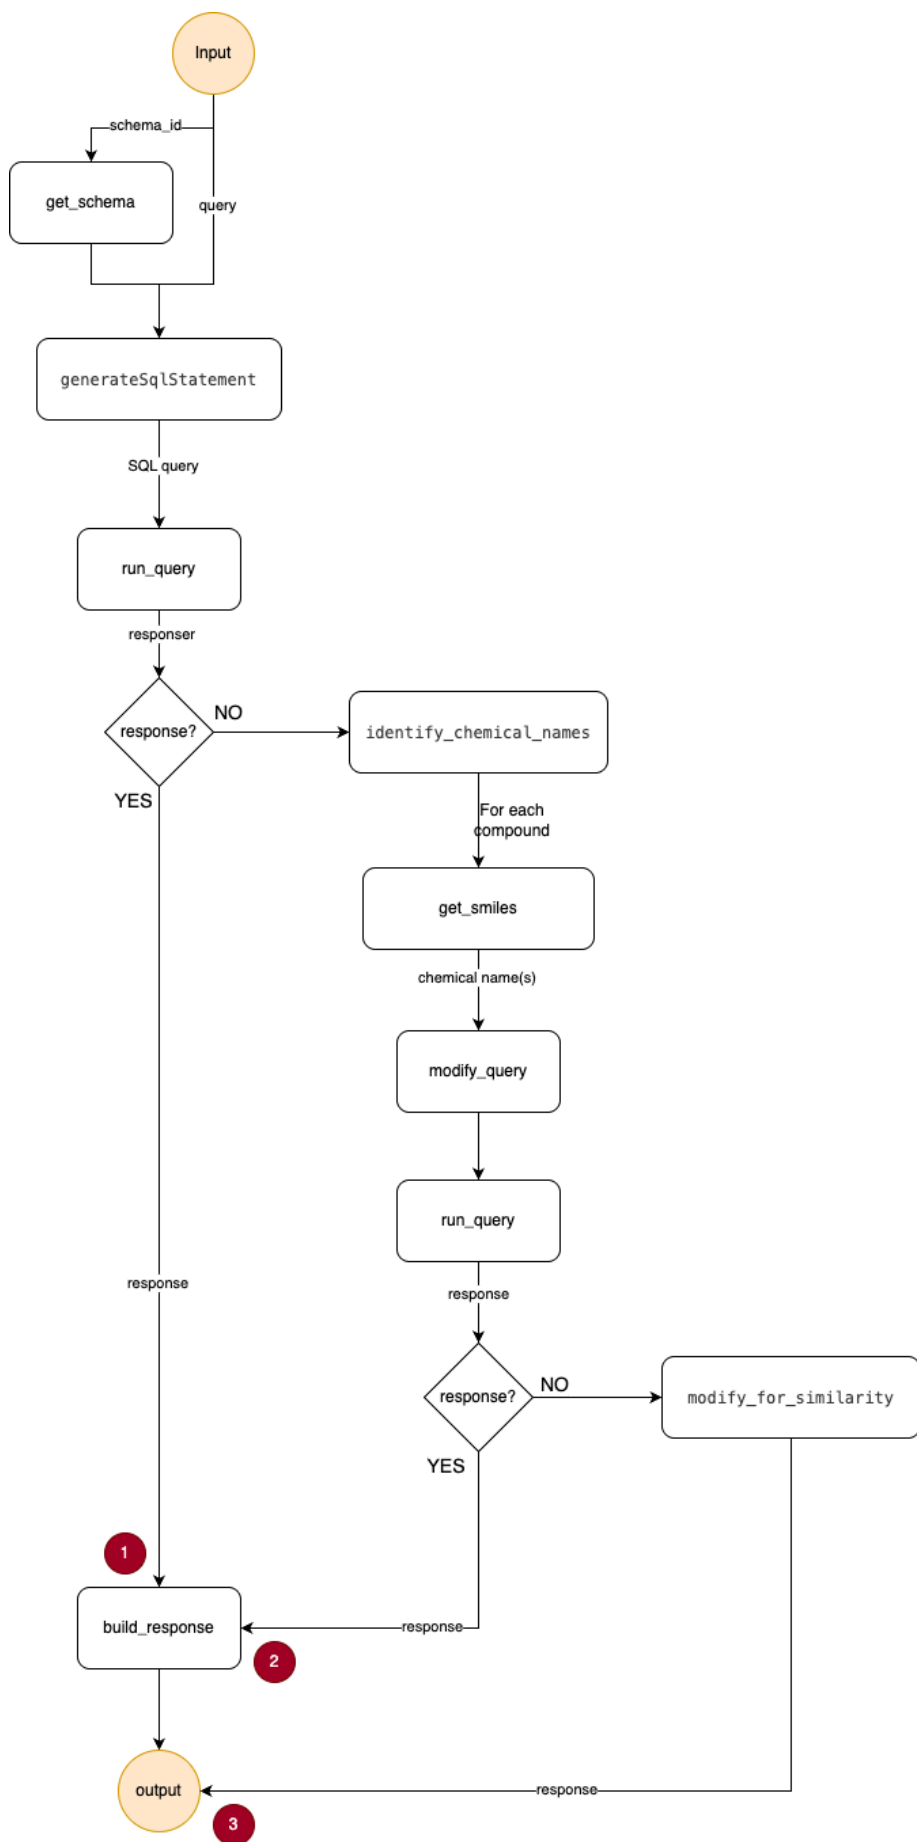 Input
schema_id
get_schema
query
generateSqlStatement
SQL query
run_query
responser
response?
NO
identify_chemical_names
YES
For each
compound
get_smiles
chemical name(s)
modify_query
run_query
response
response
response?
NO
modify_for_similarity
YES
1
build_response
response
2
output
response
3